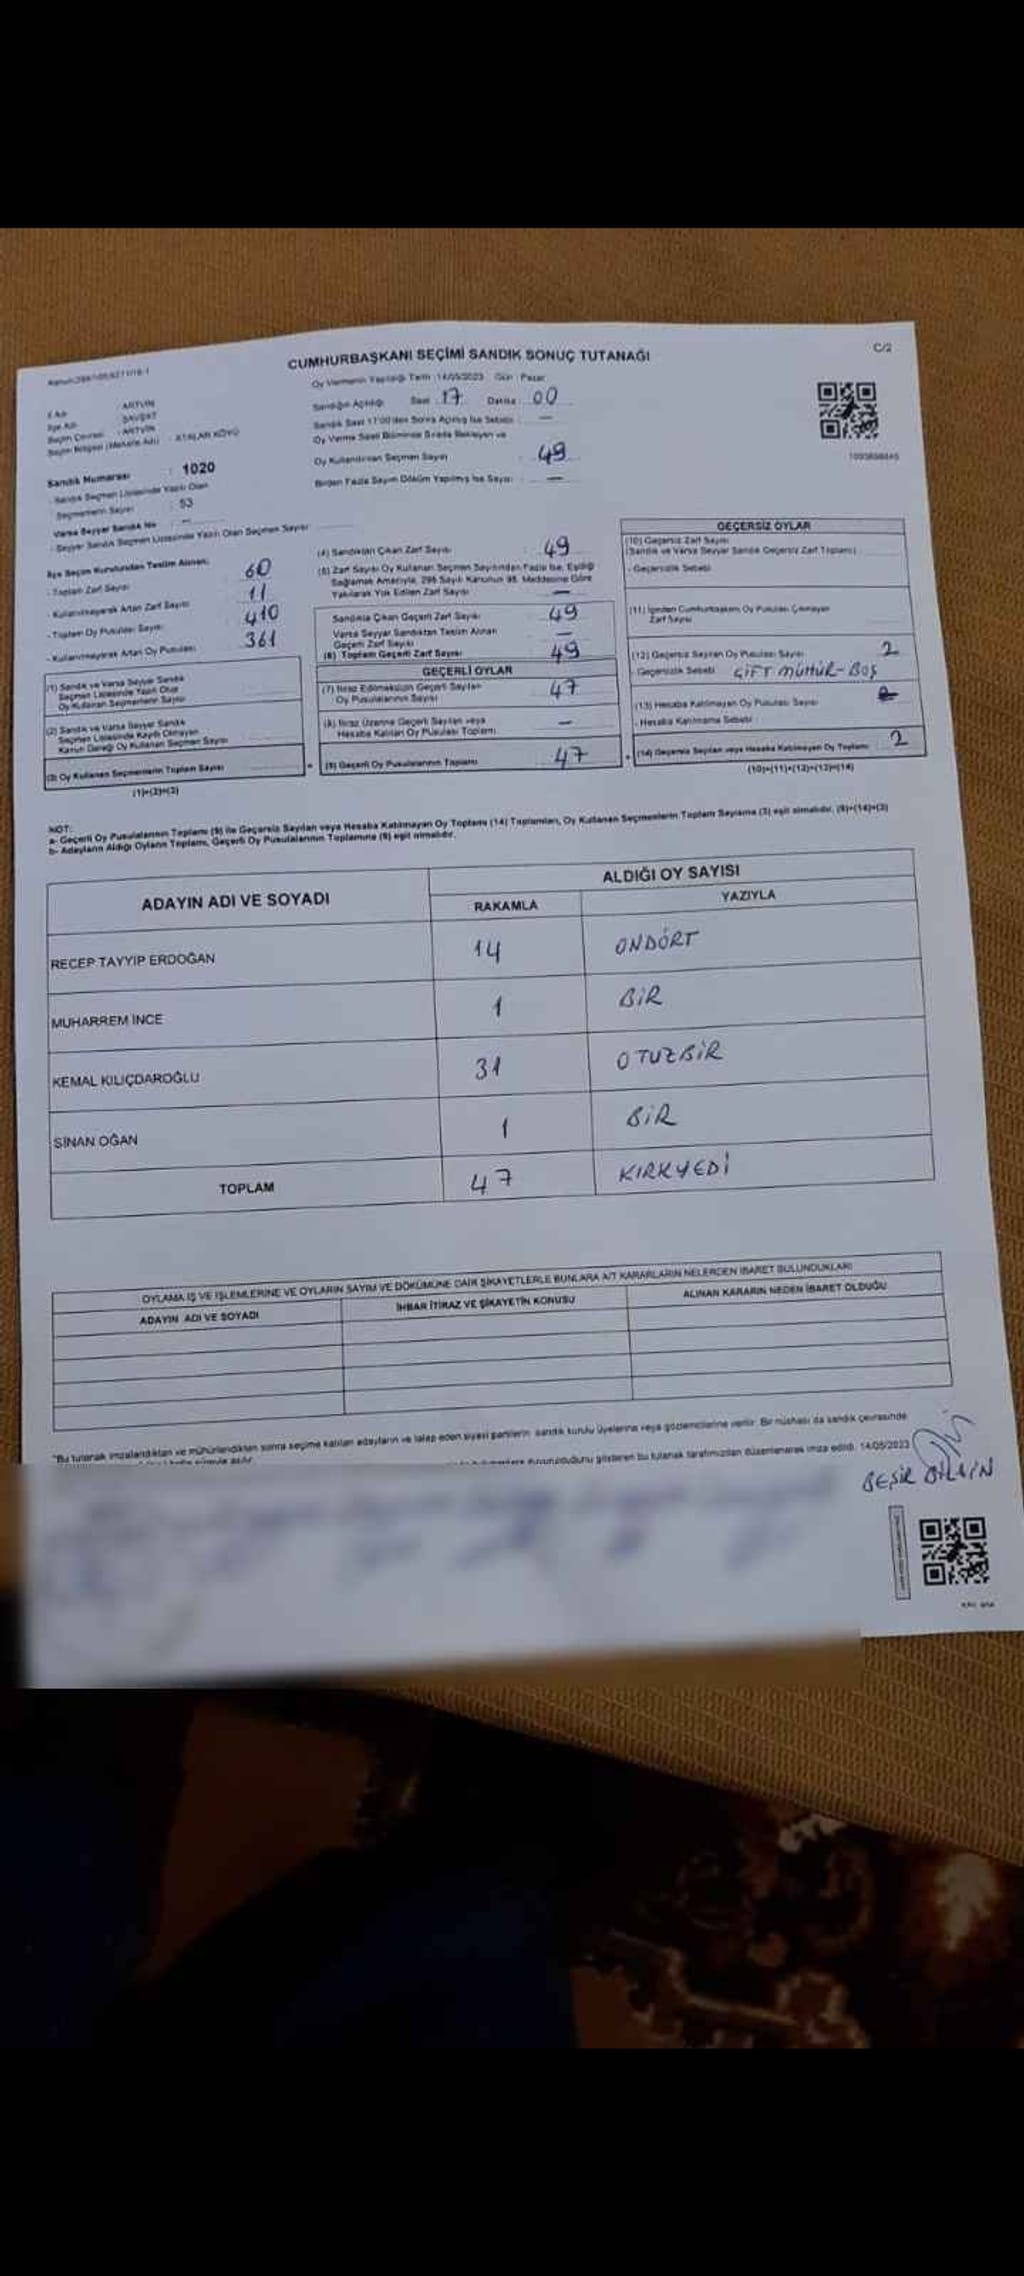 CUMHURBAŞKANI SEÇİMİ SANDIK SONUÇ TUTANAĞI
C/2
Oy Vermenin Yapıldığı Tarih : 14/05/2023 Gün : Pazar
İl Adı : ARTVİN
İlçe Adı : ŞAVŞAT
Seçim Çevresi : ARTVİN
Seçim Bölgesi (Mahalle Adı) : ATALAR KÖYÜ
Sandık Numarası : 1020
- Sandık Seçmen Listesinde Yazılı Olan
Seçmenlerin Sayısı : 53
Varsa Seyyar Sandık No : —
- Seyyar Sandık Seçmen Listesinde Yazılı Olan Seçmen Sayısı
Sandığın Açıldığı Saat : 17 Dakika : 00
Sandık Saat 17:00'den Sonra Açılmış İse Sebebi : —
Oy Verme Saati Bitiminde Sırada Bekleyen ve
Oy Kullandırılan Seçmen Sayısı : 49
Birden Fazla Sayım Döküm Yapılmış İse Sayısı : —
İlçe Seçim Kurulundan Teslim Alınan;
- Toplam Zarf Sayısı 60
- Kullanılmayarak Artan Zarf Sayısı 11
- Toplam Oy Pusulası Sayısı 410
- Kullanılmayarak Artan Oy Pusulası 361
(1) Sandık ve Varsa Seyyar Sandık
Seçmen Listesinde Yazılı Olup
Oy Kullanan Seçmenlerin Sayısı
(2) Sandık ve Varsa Seyyar Sandık
Seçmen Listesinde Kayıtlı Olmayan
Kanun Gereği Oy Kullanan Seçmen Sayısı
(3) Oy Kullanan Seçmenlerin Toplam Sayısı
(1)+(2)=(3)
(4) Sandıktan Çıkan Zarf Sayısı : 49
(5) Zarf Sayısı Oy Kullanan Seçmen Sayısından Fazla İse, Eşitliği
Sağlamak Amacıyla, 298 Sayılı Kanunun 98. Maddesine Göre
Yakılarak Yok Edilen Zarf Sayısı —
Sandıkta Çıkan Geçerli Zarf Sayısı 49
Varsa Seyyar Sandıktan Teslim Alınan
Geçerli Zarf Sayısı —
(6) Toplam Geçerli Zarf Sayısı 49
GEÇERLİ OYLAR
(7) İtiraz Edilmeksizin Geçerli Sayılan
Oy Pusulalarının Sayısı 47
(8) İtiraz Üzerine Geçerli Sayılan veya
Hesaba Katılan Oy Pusulası Toplamı —
(9) Geçerli Oy Pusulalarının Toplamı 47
GEÇERSİZ OYLAR
(10) Geçersiz Zarf Sayısı
(Sandık ve Varsa Seyyar Sandık Geçersiz Zarf Toplamı)
- Geçersizlik Sebebi
(11) İçinden Cumhurbaşkanı Oy Pusulası Çıkmayan
Zarf Sayısı
(12) Geçersiz Sayılan Oy Pusulası Sayısı 2
- Geçersizlik Sebebi ÇİFT MÜHÜR-BOŞ
(13) Hesaba Katılmayan Oy Pusulası Sayısı
- Hesaba Katılmama Sebebi
(14) Geçersiz Sayılan veya Hesaba Katılmayan Oy Toplamı 2
(10)+(11)+(12)+(13)=(14)
NOT:
a- Geçerli Oy Pusulalarının Toplamı (9) ile Geçersiz Sayılan veya Hesaba Katılmayan Oy Toplamı (14) Toplamları, Oy Kullanan Seçmenlerin Toplam Sayısına (3) eşit olmalıdır. (9)+(14)=(3)
b- Adayların Aldığı Oyların Toplamı, Geçerli Oy Pusulalarının Toplamına (9) eşit olmalıdır.
ADAYIN ADI VE SOYADI
ALDIĞI OY SAYISI
RAKAMLA YAZIYLA
RECEP TAYYİP ERDOĞAN 14 ONDÖRT
MUHARREM İNCE 1 BİR
KEMAL KILIÇDAROĞLU 31 OTUZBİR
SİNAN OĞAN 1 BİR
TOPLAM 47 KIRKYEDİ
OYLAMA İŞ VE İŞLEMLERİNE VE OYLARIN SAYIM VE DÖKÜMÜNE DAİR ŞİKAYETLERLE BUNLARA AİT KARARLARIN NELERDEN İBARET BULUNDUKLARI
ADAYIN ADI VE SOYADI İHBAR İTİRAZ VE ŞİKAYETİN KONUSU ALINAN KARARIN NEDEN İBARET OLDUĞU
"Bu tutanak imzalandıktan ve mühürlendikten sonra seçime katılan adayların ve talep eden siyasi partilerin sandık kurulu üyelerine veya gözlemcilerine verilir. Bir nüshası da sandık çevresinde
duyurulduğunu gösteren bu tutanak tarafımızdan düzenlenerek imza edildi. 14/05/2023
BEŞİR